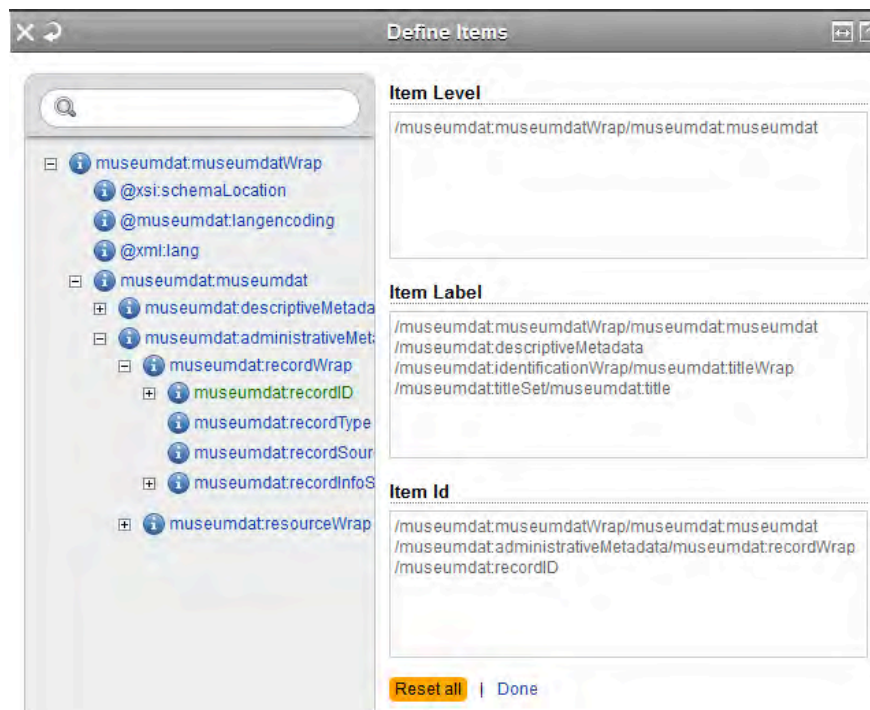 Define Items
museumdat:museumdatWrap
@xsi:schemaLocation
@museumdat:langencoding
@xml:lang
museumdat:museumdat
museumdat:descriptiveMetada
museumdat:administrativeMet
museumdat:recordWrap
museumdat:recordID
museumdat:recordType
museumdat:recordSour
museumdat:recordInfoS
museumdat:resourceWrap
Item Level
/museumdat:museumdatWrap/museumdat:museumdat
Item Label
/museumdat:museumdatWrap/museumdat:museumdat
/museumdat:descriptiveMetadata
/museumdat:identificationWrap/museumdat:titleWrap
/museumdat:titleSet/museumdat:title
Item Id
/museumdat:museumdatWrap/museumdat:museumdat
/museumdat:administrativeMetadata/museumdat:recordWrap
/museumdat:recordID
Reset all | Done